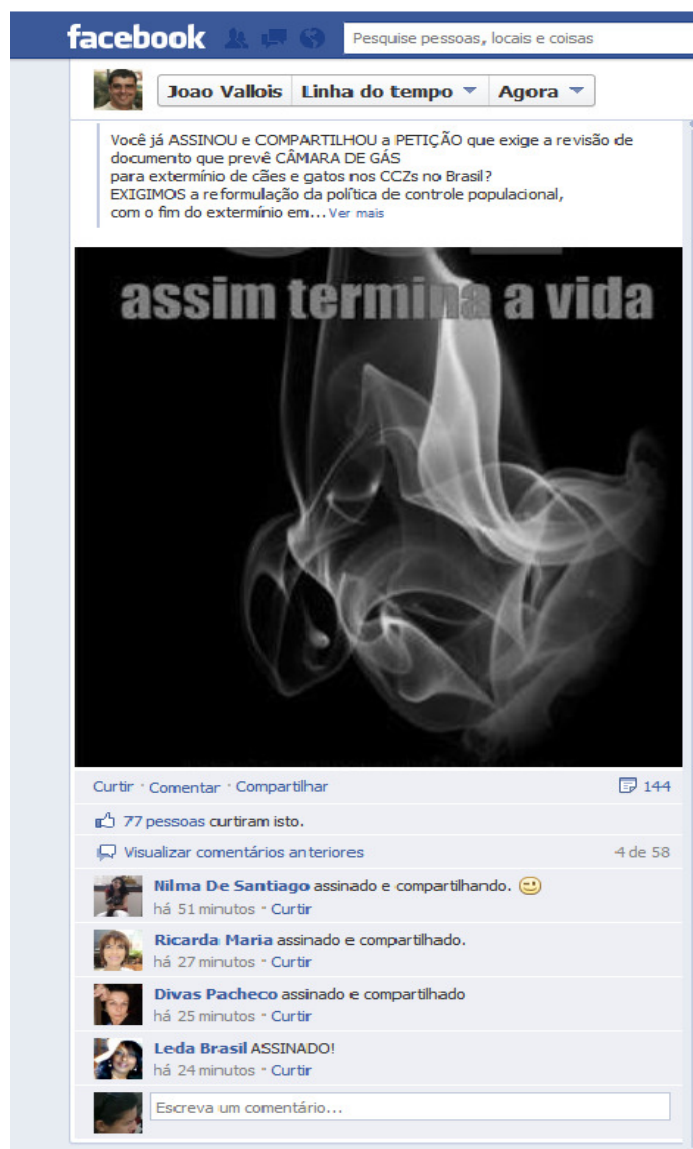 facebook Pesquise pessoas, locais e coisas
Joao Vallois Linha do tempo Agora
Você já ASSINOU e COMPARTILHOU a PETIÇÃO que exige a revisão de
documento que prevê CÂMARA DE GÁS
para extermínio de cães e gatos nos CCZs no Brasil?
EXIGIMOS a reformulação da política de controle populacional,
com o fim do extermínio em... Ver mais
assim termina a vida
Curtir · Comentar · Compartilhar 144
77 pessoas curtiram isto.
Visualizar comentários anteriores 4 de 58
Nilma De Santiago assinado e compartilhando.
há 51 minutos · Curtir
Ricarda Maria assinado e compartilhado.
há 27 minutos · Curtir
Divas Pacheco assinado e compartilhado
há 25 minutos · Curtir
Leda Brasil ASSINADO!
há 24 minutos · Curtir
Escreva um comentário...